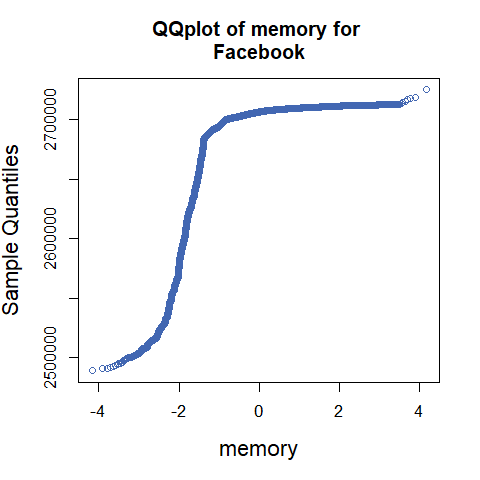 QQplot of memory for
Facebook
Sample Quantiles
2700000
2600000
2500000
-4 -2 0 2 4
memory